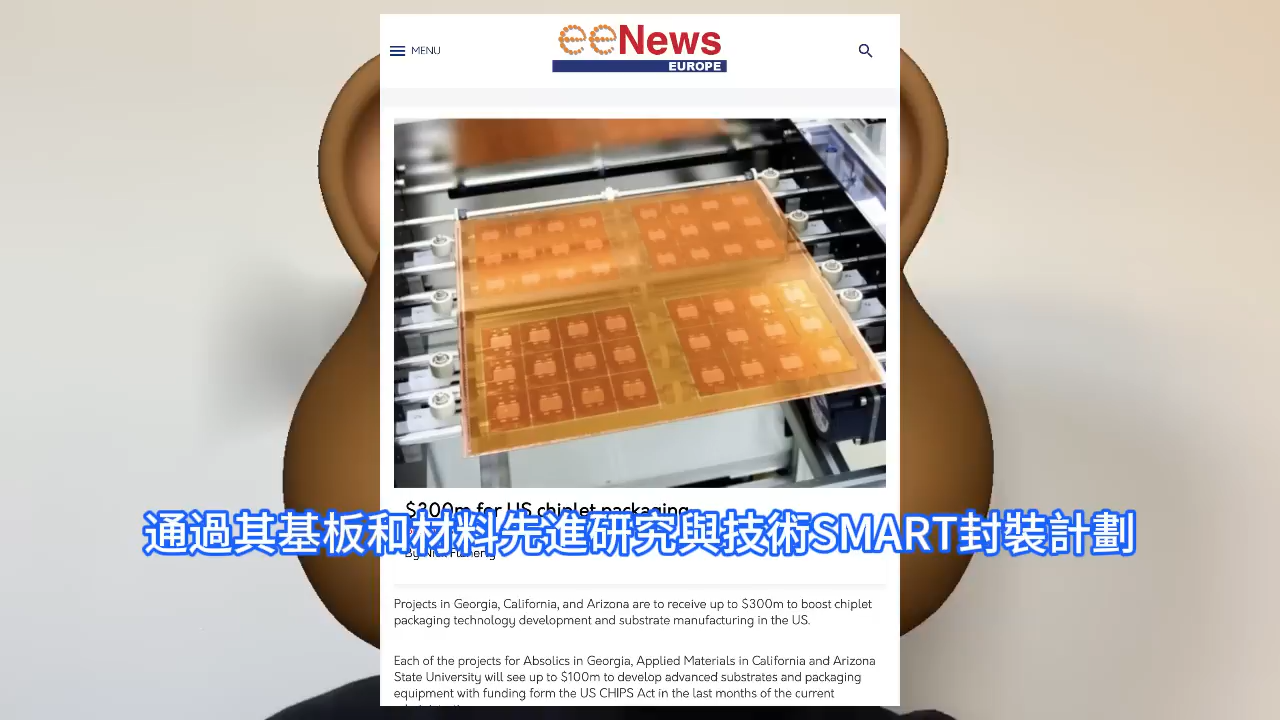 MENU
eeNews
EUROPE
$300m for US chiplet packaging
通過其基板和材料先進研究與技術SMART封裝計劃
By Nick Flaherty
Projects in Georgia, California, and Arizona are to receive up to $300m to boost chiplet
packaging technology development and substrate manufacturing in the US.
Each of the projects for Absolics in Georgia, Applied Materials in California and Arizona
State University will see up to $100m to develop advanced substrates and packaging
equipment with funding form the US CHIPS Act in the last months of the current